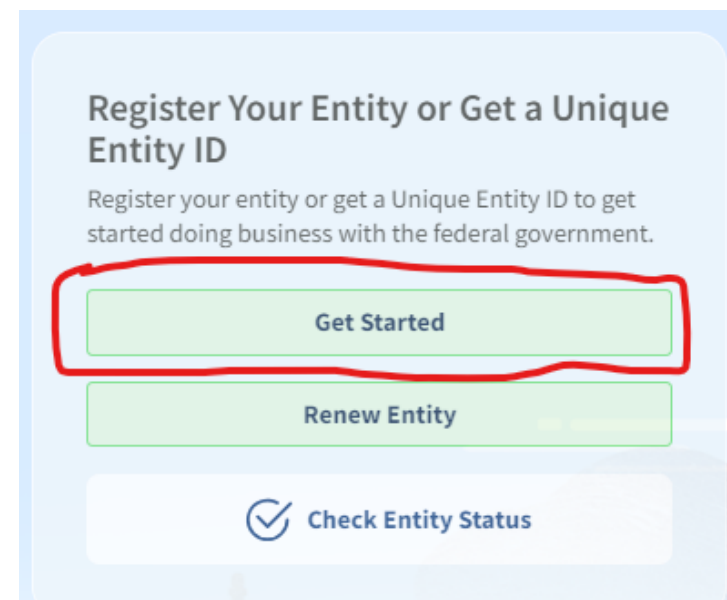 Register Your Entity or Get a Unique
Entity ID
Register your entity or get a Unique Entity ID to get
started doing business with the federal government.
Get Started
Renew Entity
Check Entity Status